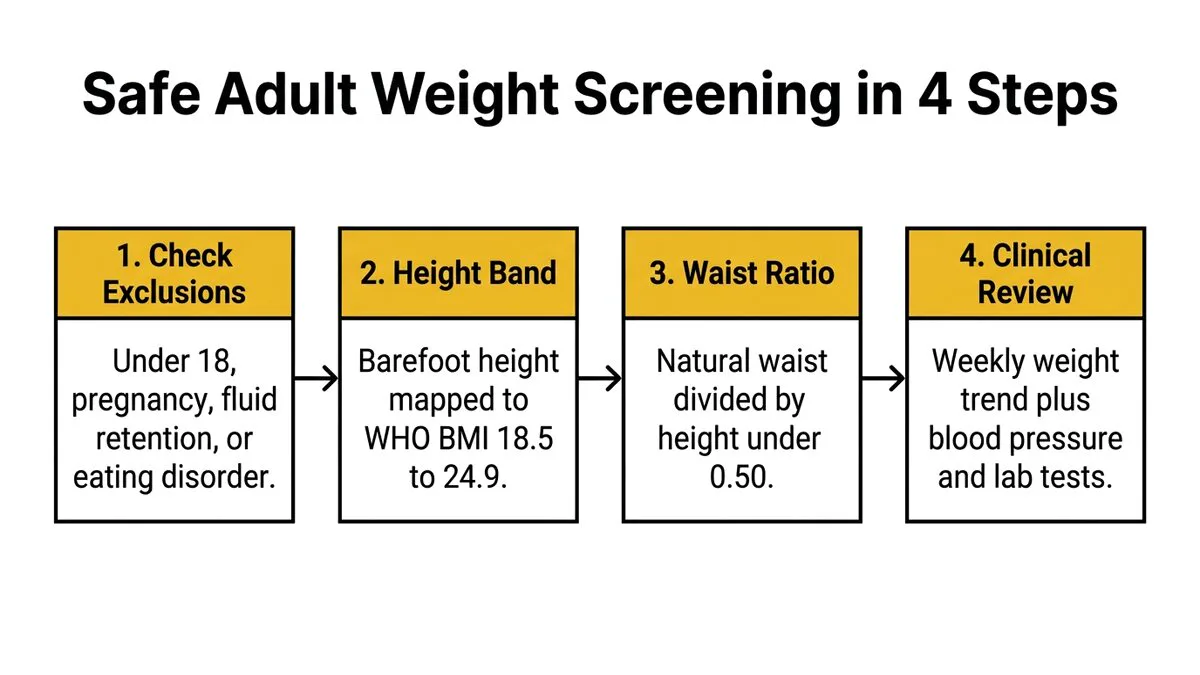 Safe Adult Weight Screening in 4 Steps
1. Check
Exclusions
Under 18,
pregnancy, fluid
retention, or
eating disorder.
2. Height Band
Barefoot height
mapped to
WHO BMI 18.5
to 24.9.
3. Waist Ratio
Natural waist
divided by
height under
0.50.
4. Clinical
Review
Weekly weight
trend plus
blood pressure
and lab tests.